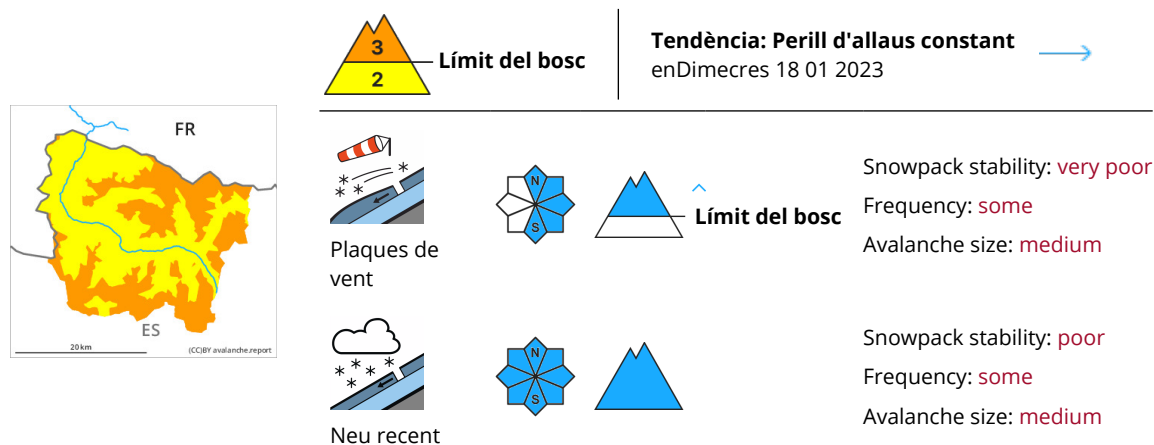 3
2
Límit del bosc
Tendència: Perill d'allaus constant
enDimecres 18 01 2023
FR
ES
20 km
(CC)BY avalanche.report
Plaques de
vent
N
S
Límit del bosc
Snowpack stability: very poor
Frequency: some
Avalanche size: medium
Neu recent
N
S
Snowpack stability: poor
Frequency: some
Avalanche size: medium